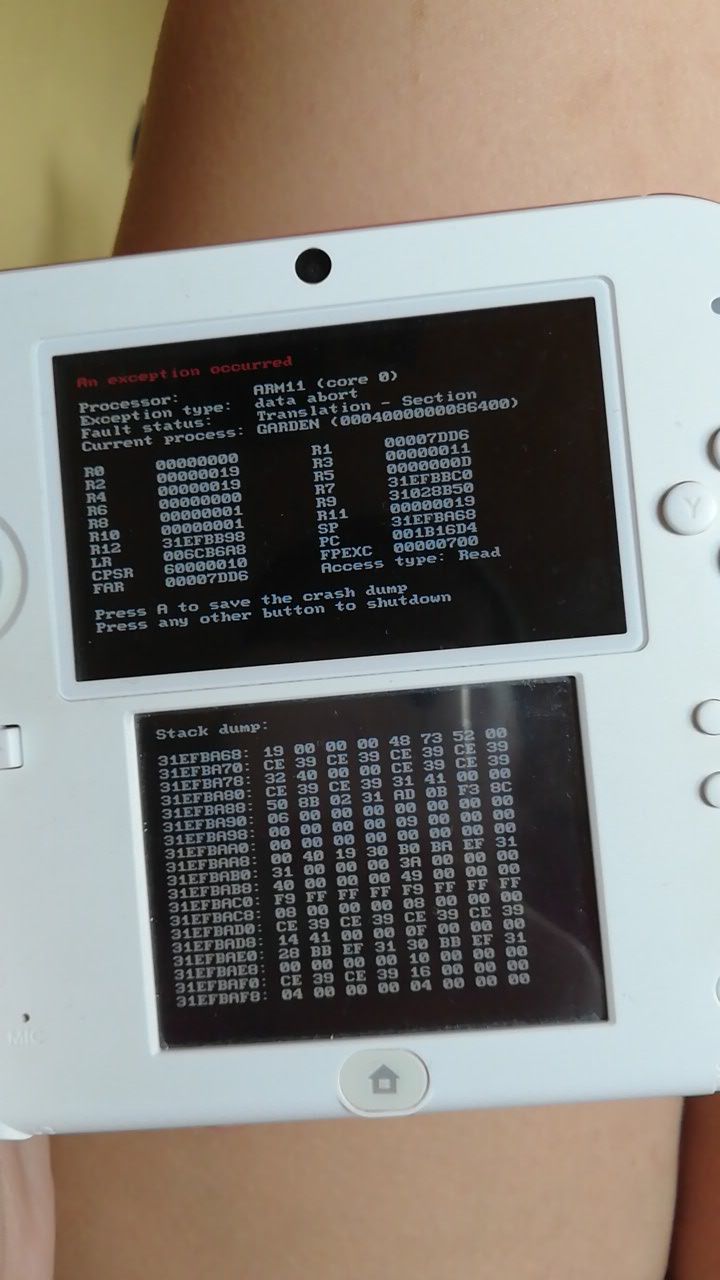 An exception occurred
Processor: ARM11 (core 0)
Exception type: data abort
Fault status: Translation - Section
Current process: GARDEN (0004000000086400)
R0 00000000 R1 00007DD6
R2 00000019 R3 00000011
R4 00000019 R5 0000000D
R6 00000000 R7 31EFBBC0
R8 00000001 R9 31028B50
R10 00000001 R11 00000019
R12 31EFBB98 SP 31EFBA68
LR 006CB6A8 PC 001B16D4
CPSR 60000010 FPEXC 00000700
FAR 00007DD6 Access type: Read
Press A to save the crash dump
Press any other button to shutdown
Y
Stack dump:
31EFBA68: 19 00 00 00 48 73 52 00
31EFBA70: CE 39 CE 39 CE 39 CE 39
31EFBA78: 32 40 00 00 CE 39 CE 39
31EFBA80: CE 39 CE 39 31 41 00 00
31EFBA88: 50 8B 02 31 AD 0B F3 8C
31EFBA90: 06 00 00 00 00 00 00 00
31EFBA98: 00 00 00 00 09 00 00 00
31EFBAA0: 00 00 00 00 00 00 00 00
31EFBAA8: 00 40 19 30 B0 BA EF 31
31EFBAB0: 31 00 00 00 3A 00 00 00
31EFBAB8: 40 00 00 00 49 00 00 00
31EFBAC0: F9 FF FF FF F9 FF FF FF
31EFBAC8: 08 00 00 00 08 00 00 00
31EFBAD0: CE 39 CE 39 CE 39 CE 39
31EFBAD8: 14 41 00 00 0F 00 00 00
31EFBAE0: 28 BB EF 31 30 BB EF 31
31EFBAE8: 00 00 00 00 10 00 00 00
31EFBAF0: CE 39 CE 39 16 00 00 00
31EFBAF8: 04 00 00 00 04 00 00 00
MIC